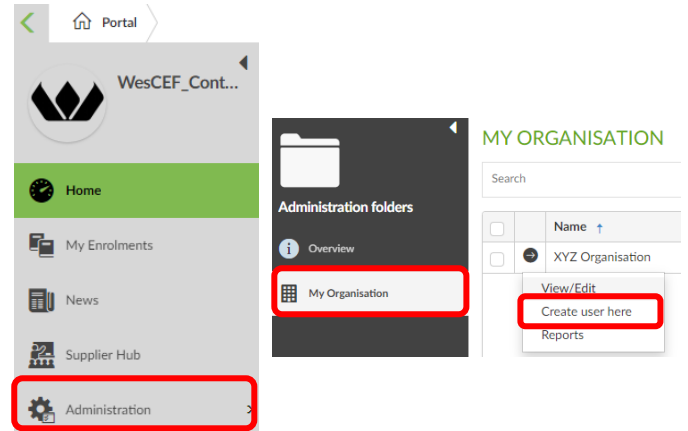 Portal
WesCEF_Cont...
Home
My Enrolments
News
Supplier Hub
Administration
Administration folders
Overview
My Organisation
MY ORGANISATION
Search
Name ↑
XYZ Organisation
View/Edit
Create user here
Reports